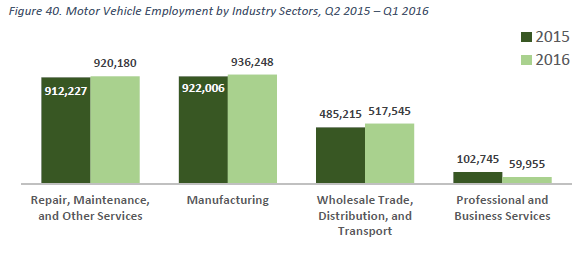 Figure 40. Motor Vehicle Employment by Industry Sectors, Q2 2015 – Q1 2016
2015
2016
912,227
920,180
922,006
936,248
485,215
517,545
102,745
59,955
Repair, Maintenance,
and Other Services
Manufacturing
Wholesale Trade,
Distribution, and
Transport
Professional and
Business Services